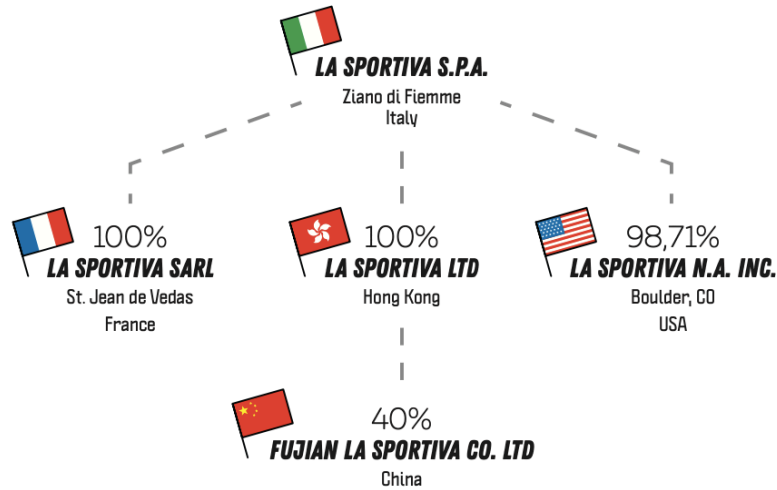 LA SPORTIVA S.P.A.
Ziano di Fiemme
Italy
100%
LA SPORTIVA SARL
St. Jean de Vedas
France
100%
LA SPORTIVA LTD
Hong Kong
98,71%
LA SPORTIVA N.A. INC.
Boulder, CO
USA
40%
FUJIAN LA SPORTIVA CO. LTD
China